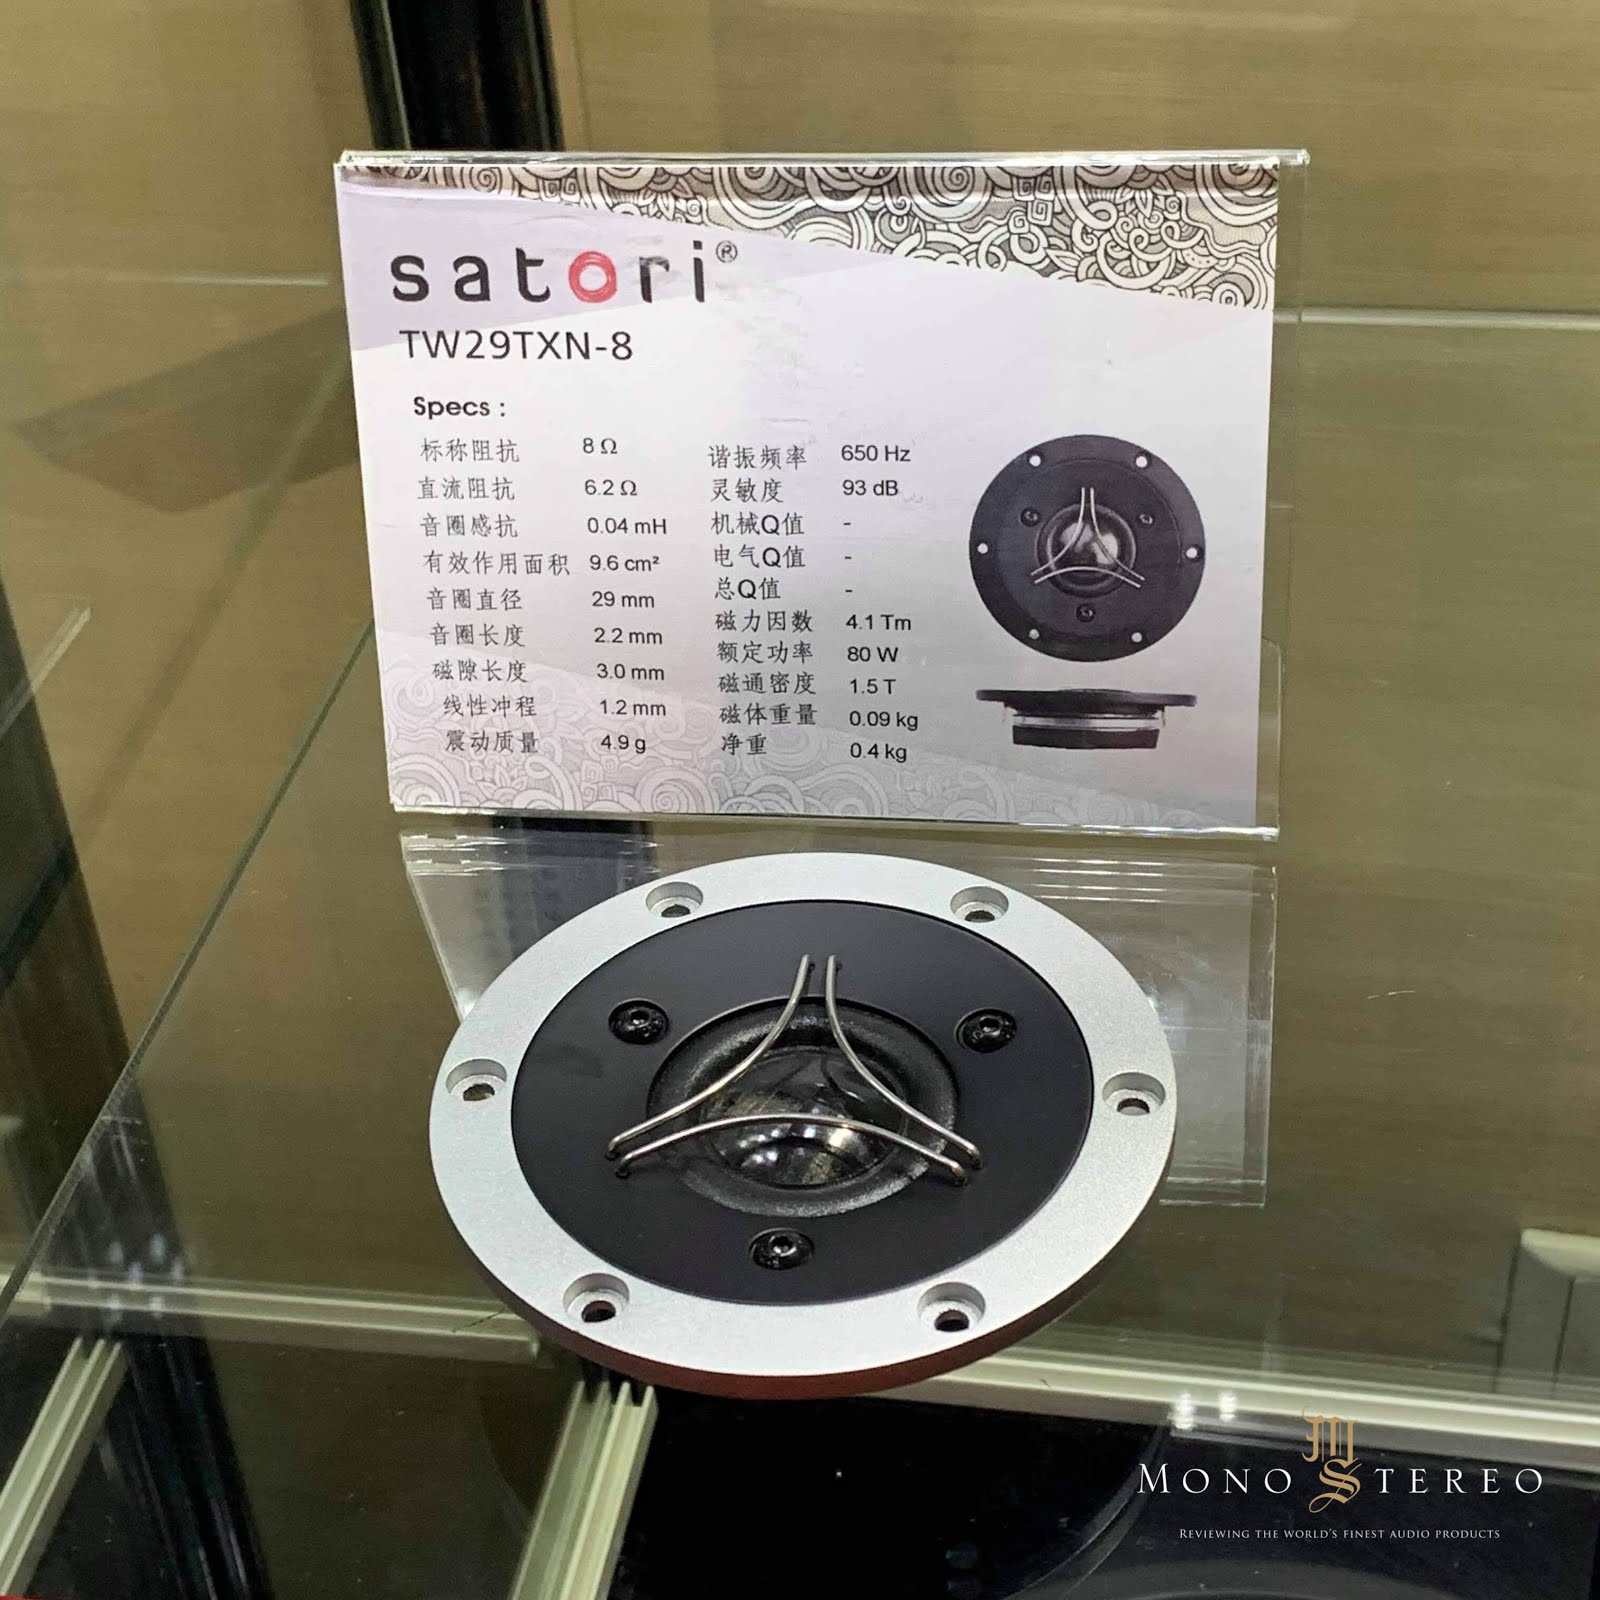 satori®
TW29TXN-8
Specs :
标称阻抗 8 Ω
直流阻抗 6.2 Ω
音圈感抗 0.04 mH
有效作用面积 9.6 cm²
音圈直径 29 mm
音圈长度 2.2 mm
磁隙长度 3.0 mm
线性冲程 1.2 mm
震动质量 4.9 g
谐振频率 650 Hz
灵敏度 93 dB
机械Q值 -
电气Q值 -
总Q值 -
磁力因数 4.1 Tm
额定功率 80 W
磁通密度 1.5 T
磁体重量 0.09 kg
净重 0.4 kg
MS
MONO STEREO
REVIEWING THE WORLD'S FINEST AUDIO PRODUCTS